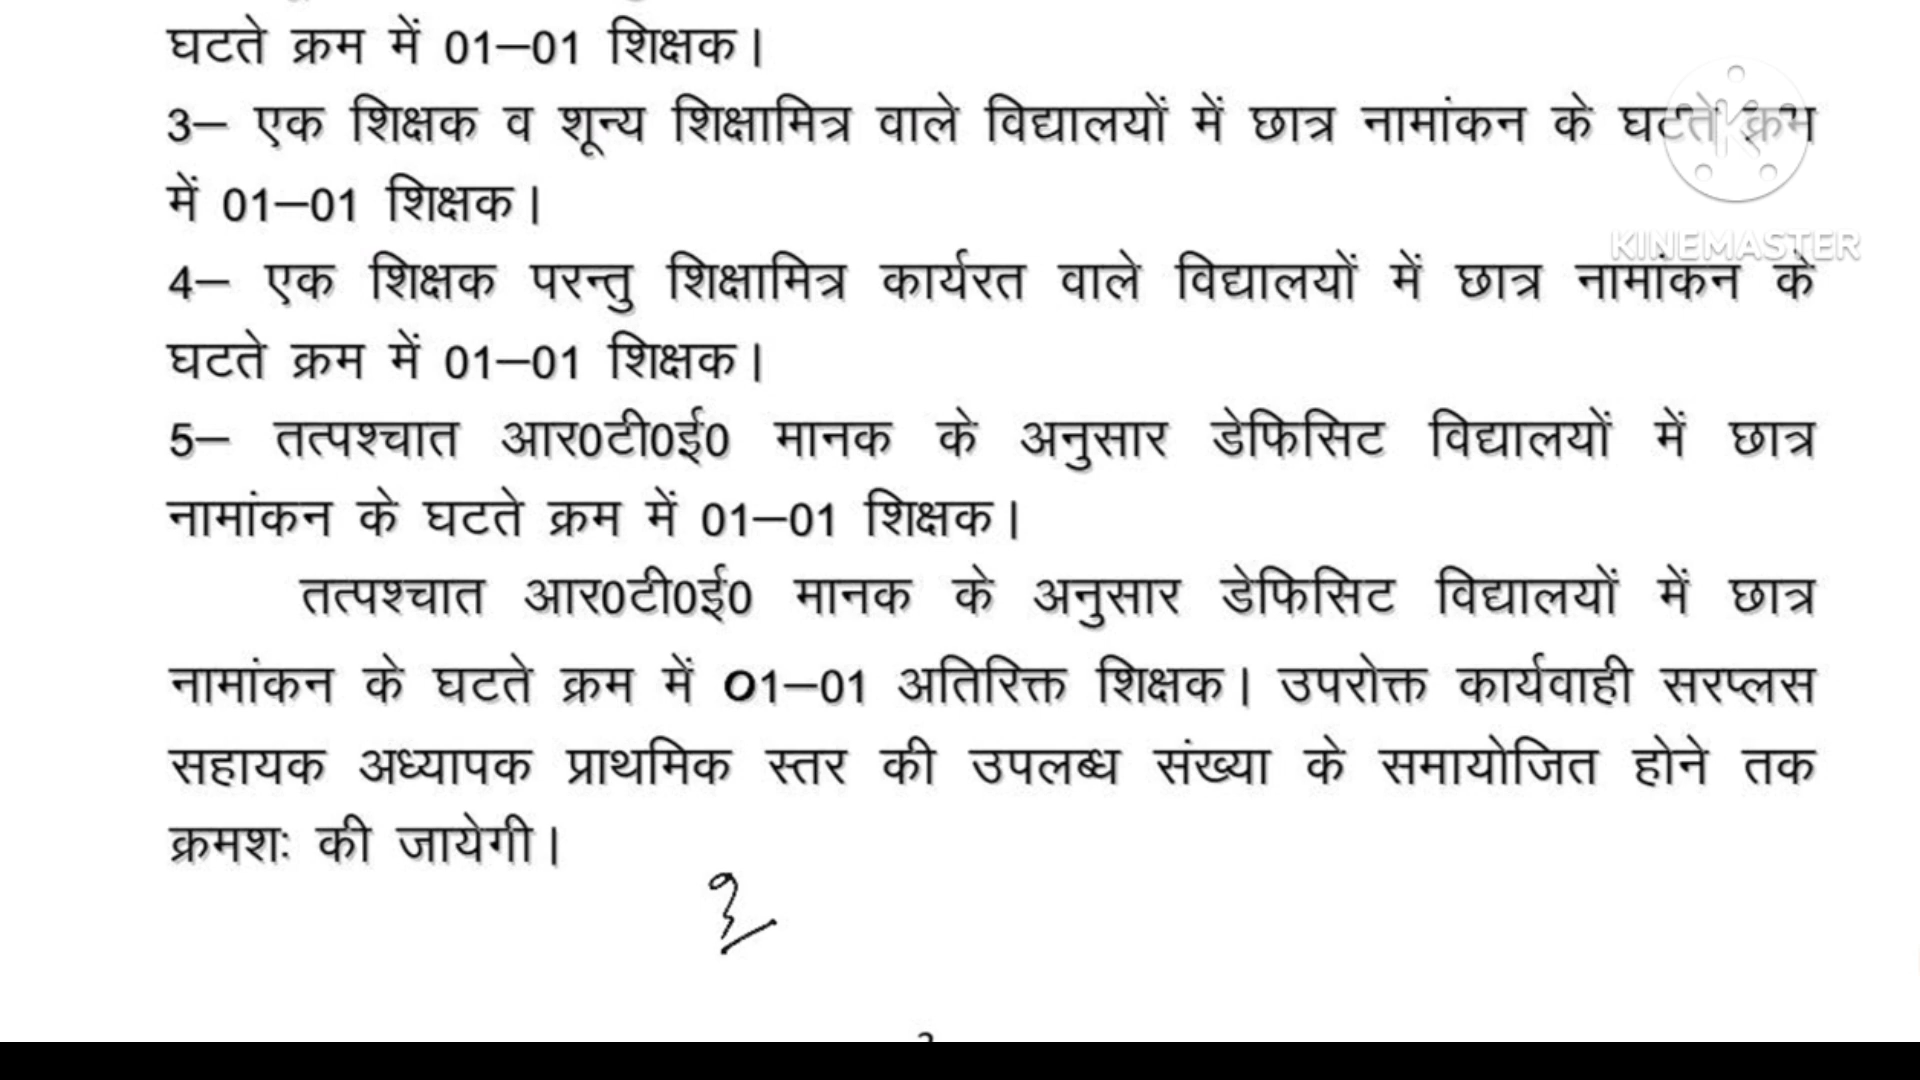 घटते क्रम में 01–01 शिक्षक।
3– एक शिक्षक व शून्य शिक्षामित्र वाले विद्यालयों में छात्र नामांकन के घटते क्रम
में 01–01 शिक्षक।
KINEMASTER
4– एक शिक्षक परन्तु शिक्षामित्र कार्यरत वाले विद्यालयों में छात्र नामांकन के
घटते क्रम में 01–01 शिक्षक।
5– तत्पश्चात आर0टी0ई0 मानक के अनुसार डेफिसिट विद्यालयों में छात्र
नामांकन के घटते क्रम में 01–01 शिक्षक।
तत्पश्चात आर0टी0ई0 मानक के अनुसार डेफिसिट विद्यालयों में छात्र
नामांकन के घटते क्रम में 01–01 अतिरिक्त शिक्षक। उपरोक्त कार्यवाही सरप्लस
सहायक अध्यापक प्राथमिक स्तर की उपलब्ध संख्या के समायोजित होने तक
क्रमशः की जायेगी।